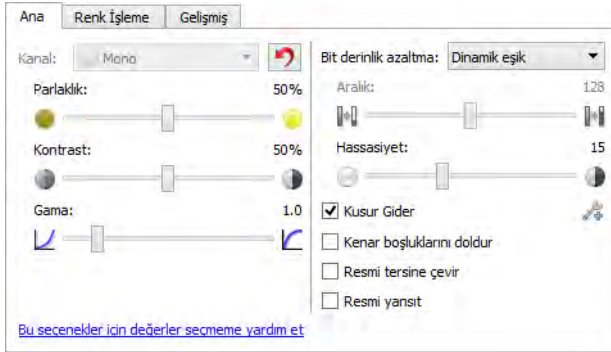 Ana Renk İşleme Gelişmiş
Kanal: Mono
Parlaklık: 50%
Kontrast: 50%
Gama: 1.0
Bu seçenekler için değerler seçmeme yardım et
Bit derinlik azaltma: Dinamik eşik
Aralık: 128
Hassasiyet: 15
Kusur Gider
Kenar boşluklarını doldur
Resmi tersine çevir
Resmi yansıt